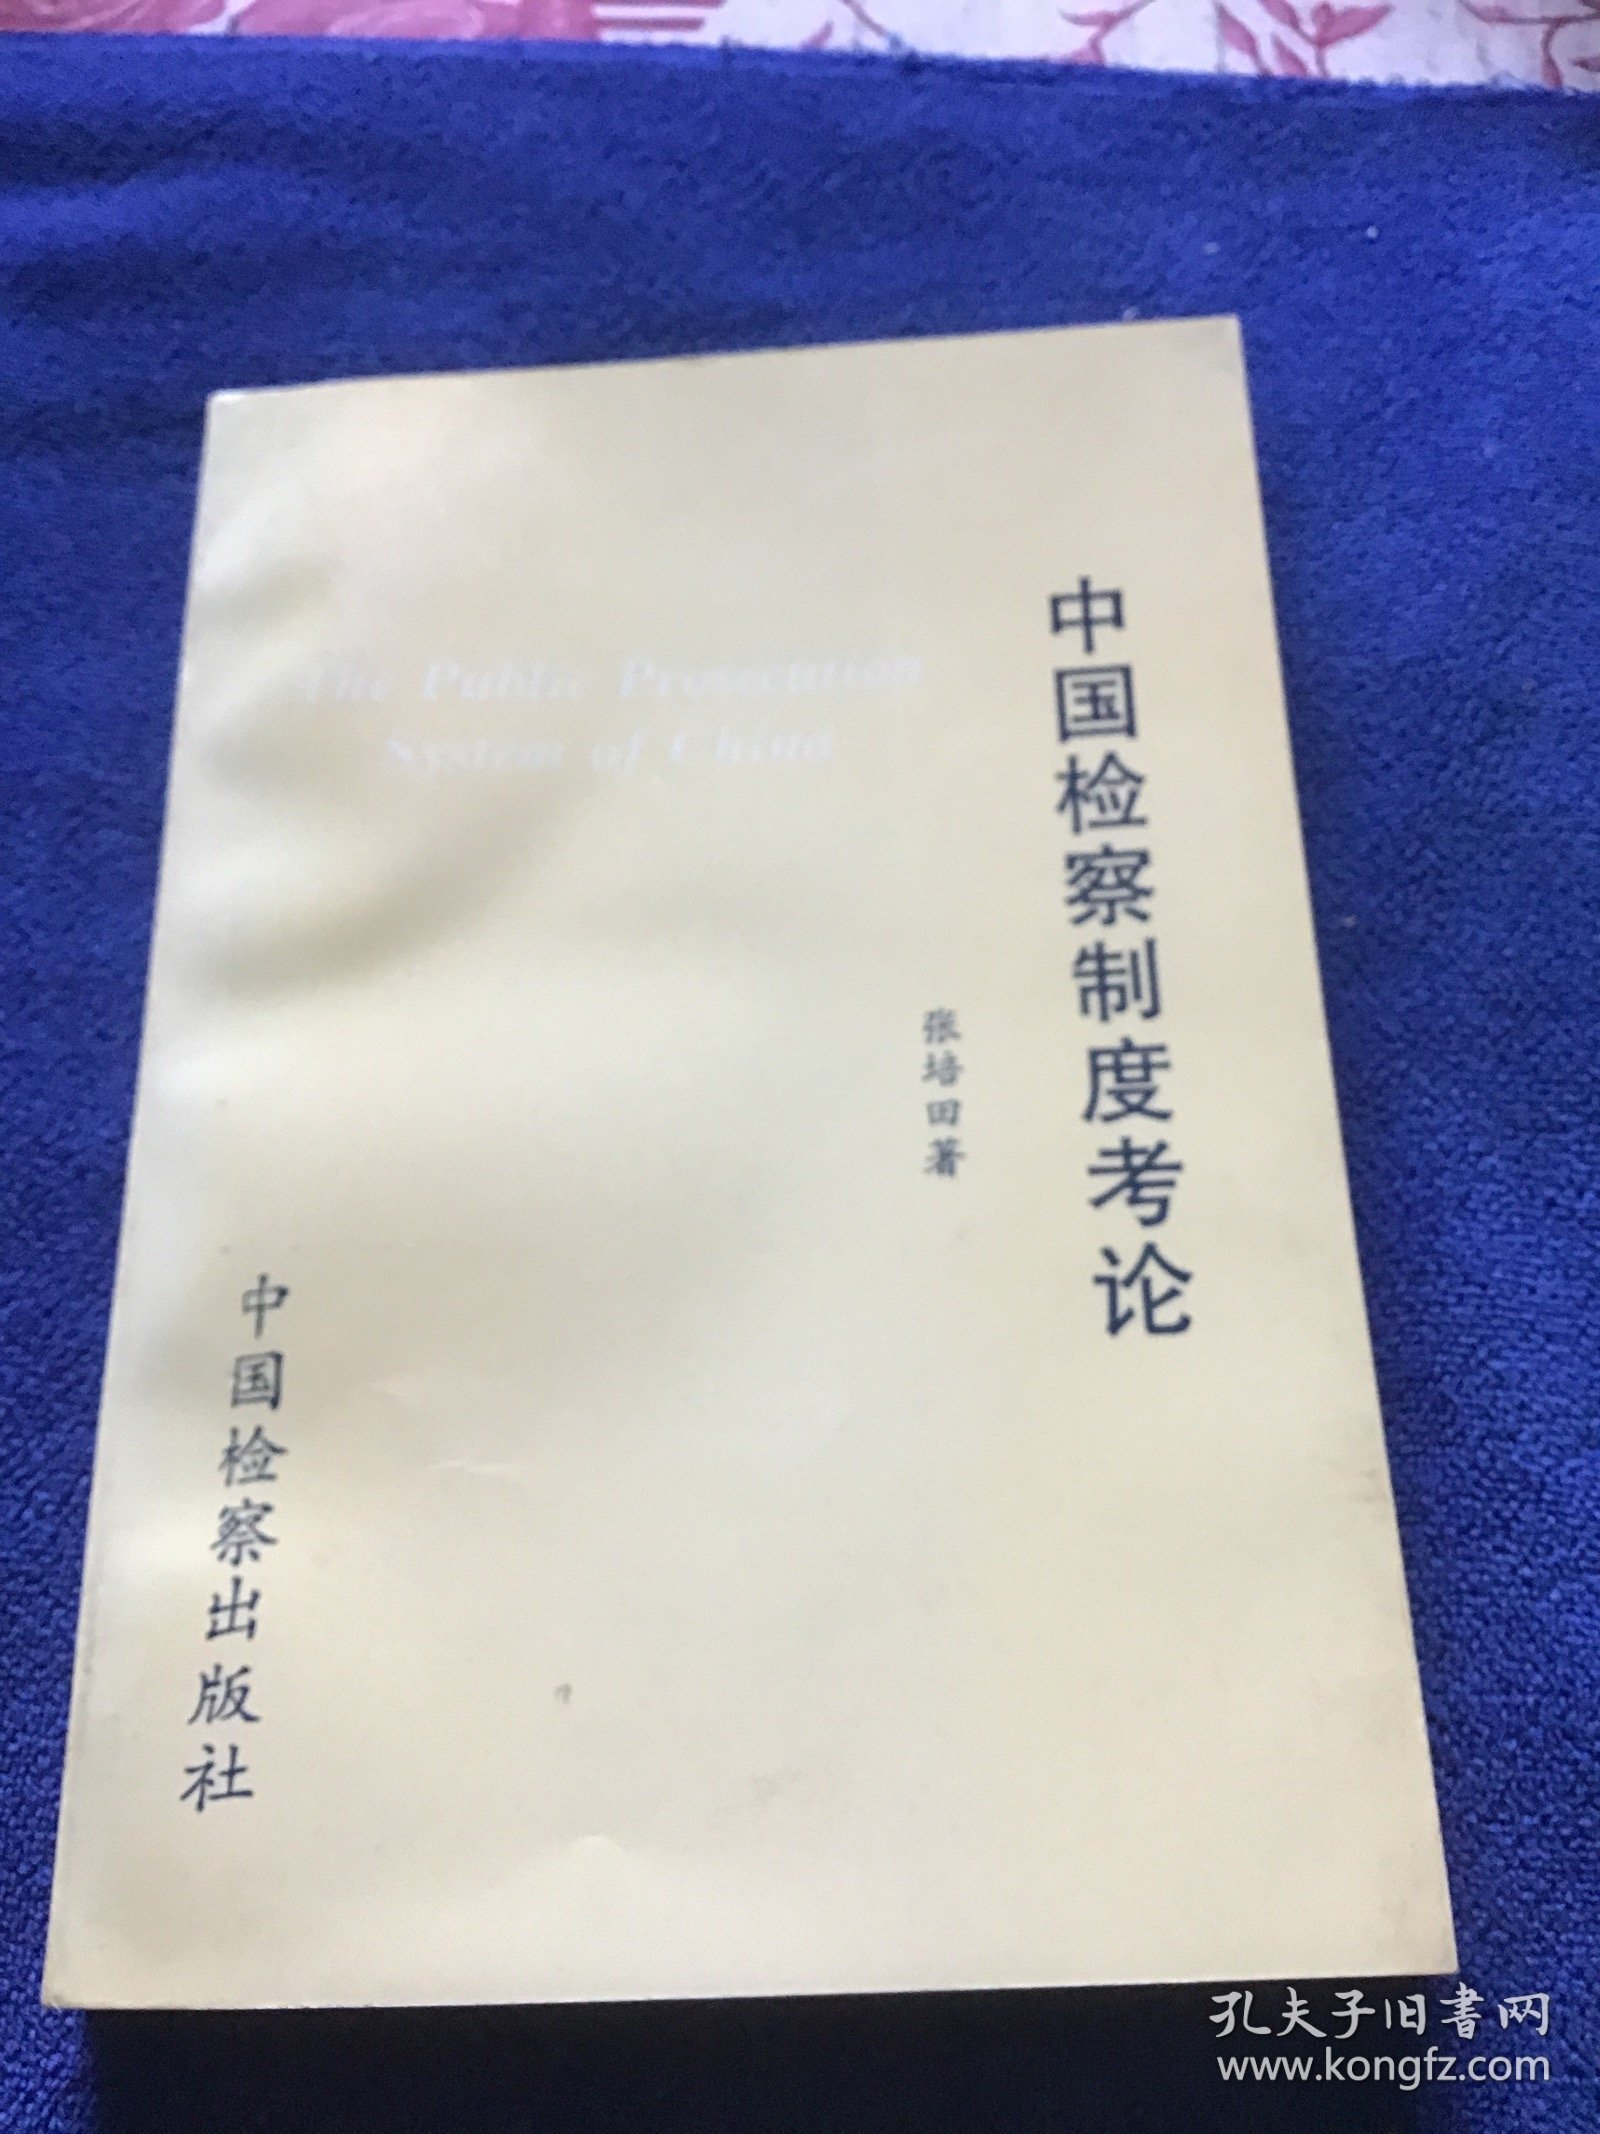 The Public Prosecution
System of China
中国检察制度考论
张培田著
中国检察出版社
孔夫子旧書网
www.kongfz.com